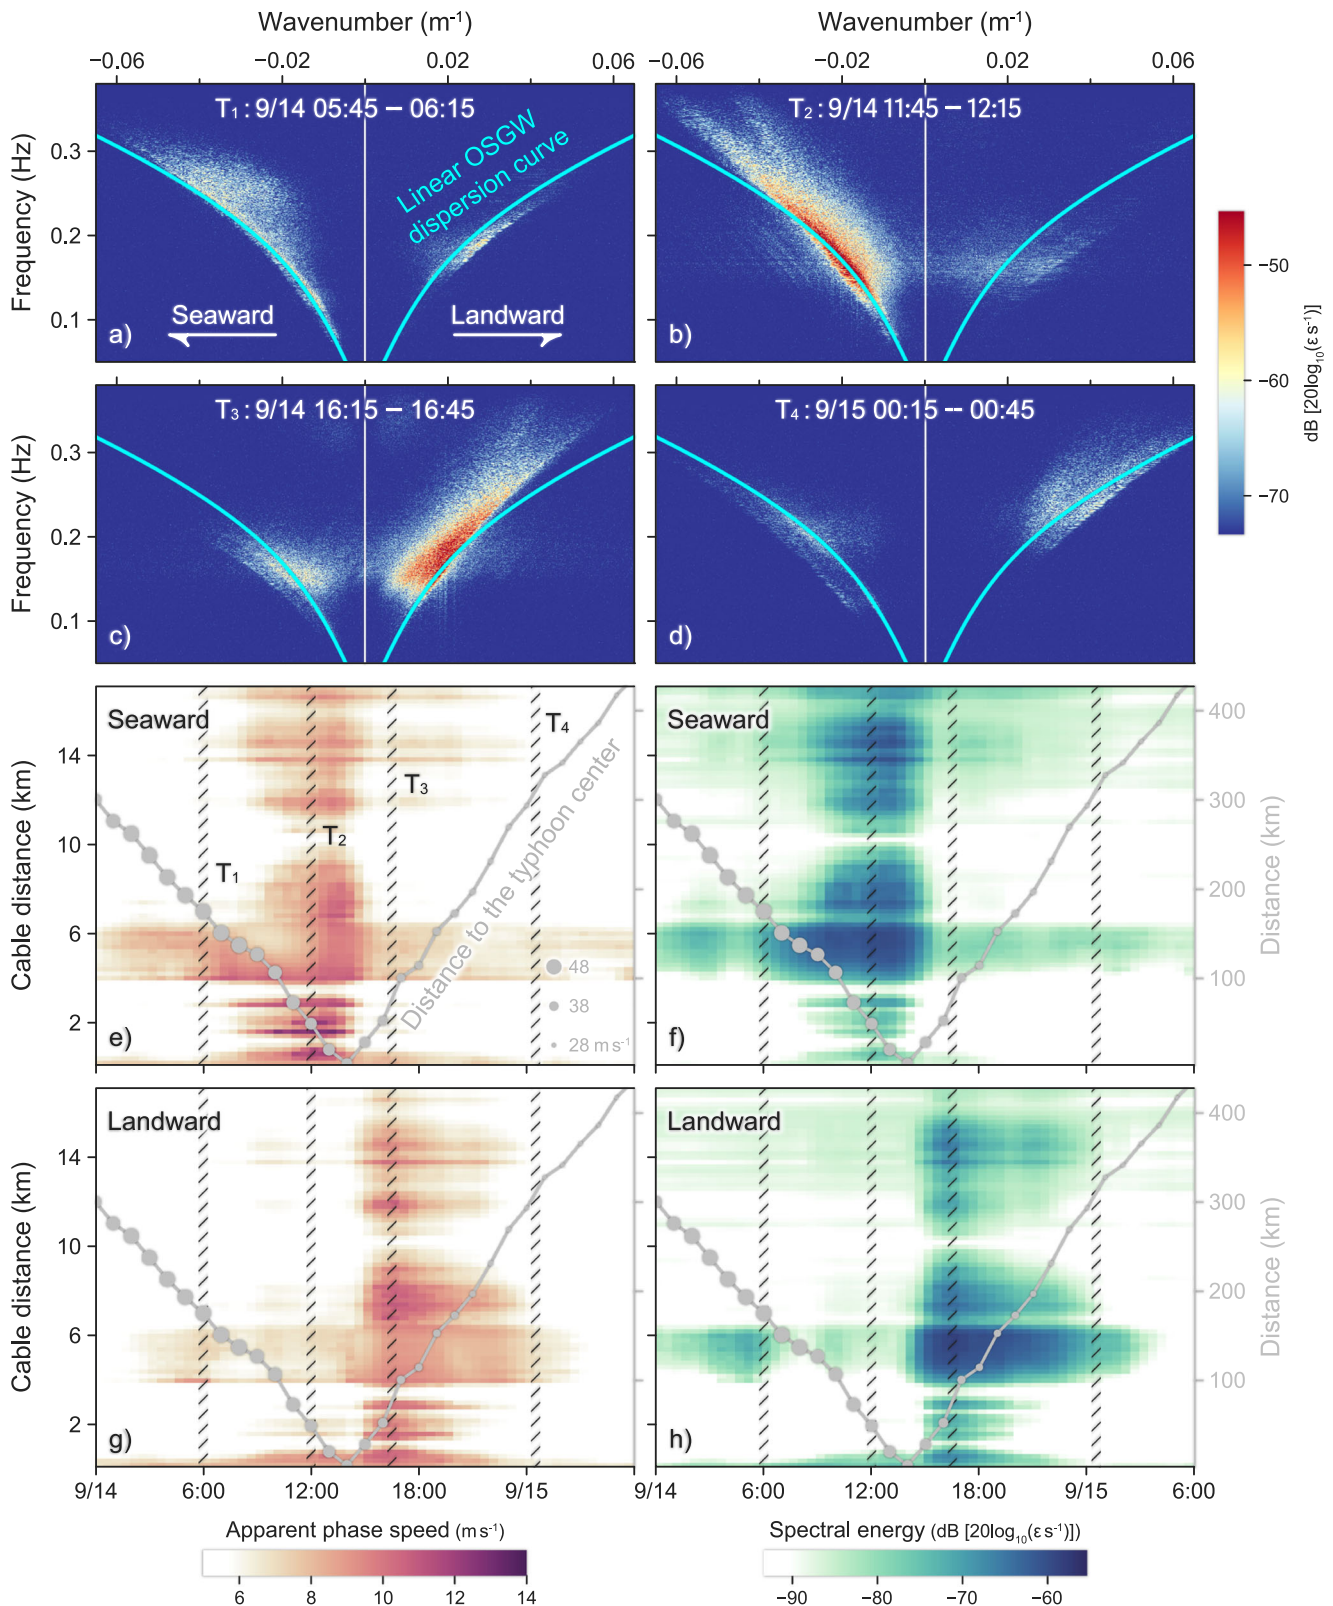 Wavenumber (m⁻¹) Wavenumber (m⁻¹)
−0.06 −0.02 0.02 0.06 −0.06 −0.02 0.02 0.06
T₁: 9/14 05:45 – 06:15
T₂: 9/14 11:45 – 12:15
Linear OSGW
dispersion curve
Seaward Landward
a)
b)
Frequency (Hz)
0.3
0.2
0.1
T₃: 9/14 16:15 – 16:45
T₄: 9/15 00:15 -- 00:45
c)
d)
Frequency (Hz)
0.3
0.2
0.1
−50
−60
−70
dB [20log₁₀(ε s⁻¹)]
Seaward
T₁
T₂
T₃
T₄
Distance to the typhoon center
48
38
28 m s⁻¹
e)
Cable distance (km)
14
10
6
2
Seaward
f)
400
300
200
100
Distance (km)
Landward
g)
Cable distance (km)
14
10
6
2
Landward
h)
400
300
200
100
Distance (km)
9/14 6:00 12:00 18:00 9/15 9/14 6:00 12:00 18:00 9/15 6:00
Apparent phase speed (m s⁻¹)
6 8 10 12 14
Spectral energy (dB [20log₁₀(ε s⁻¹)])
−90 −80 −70 −60